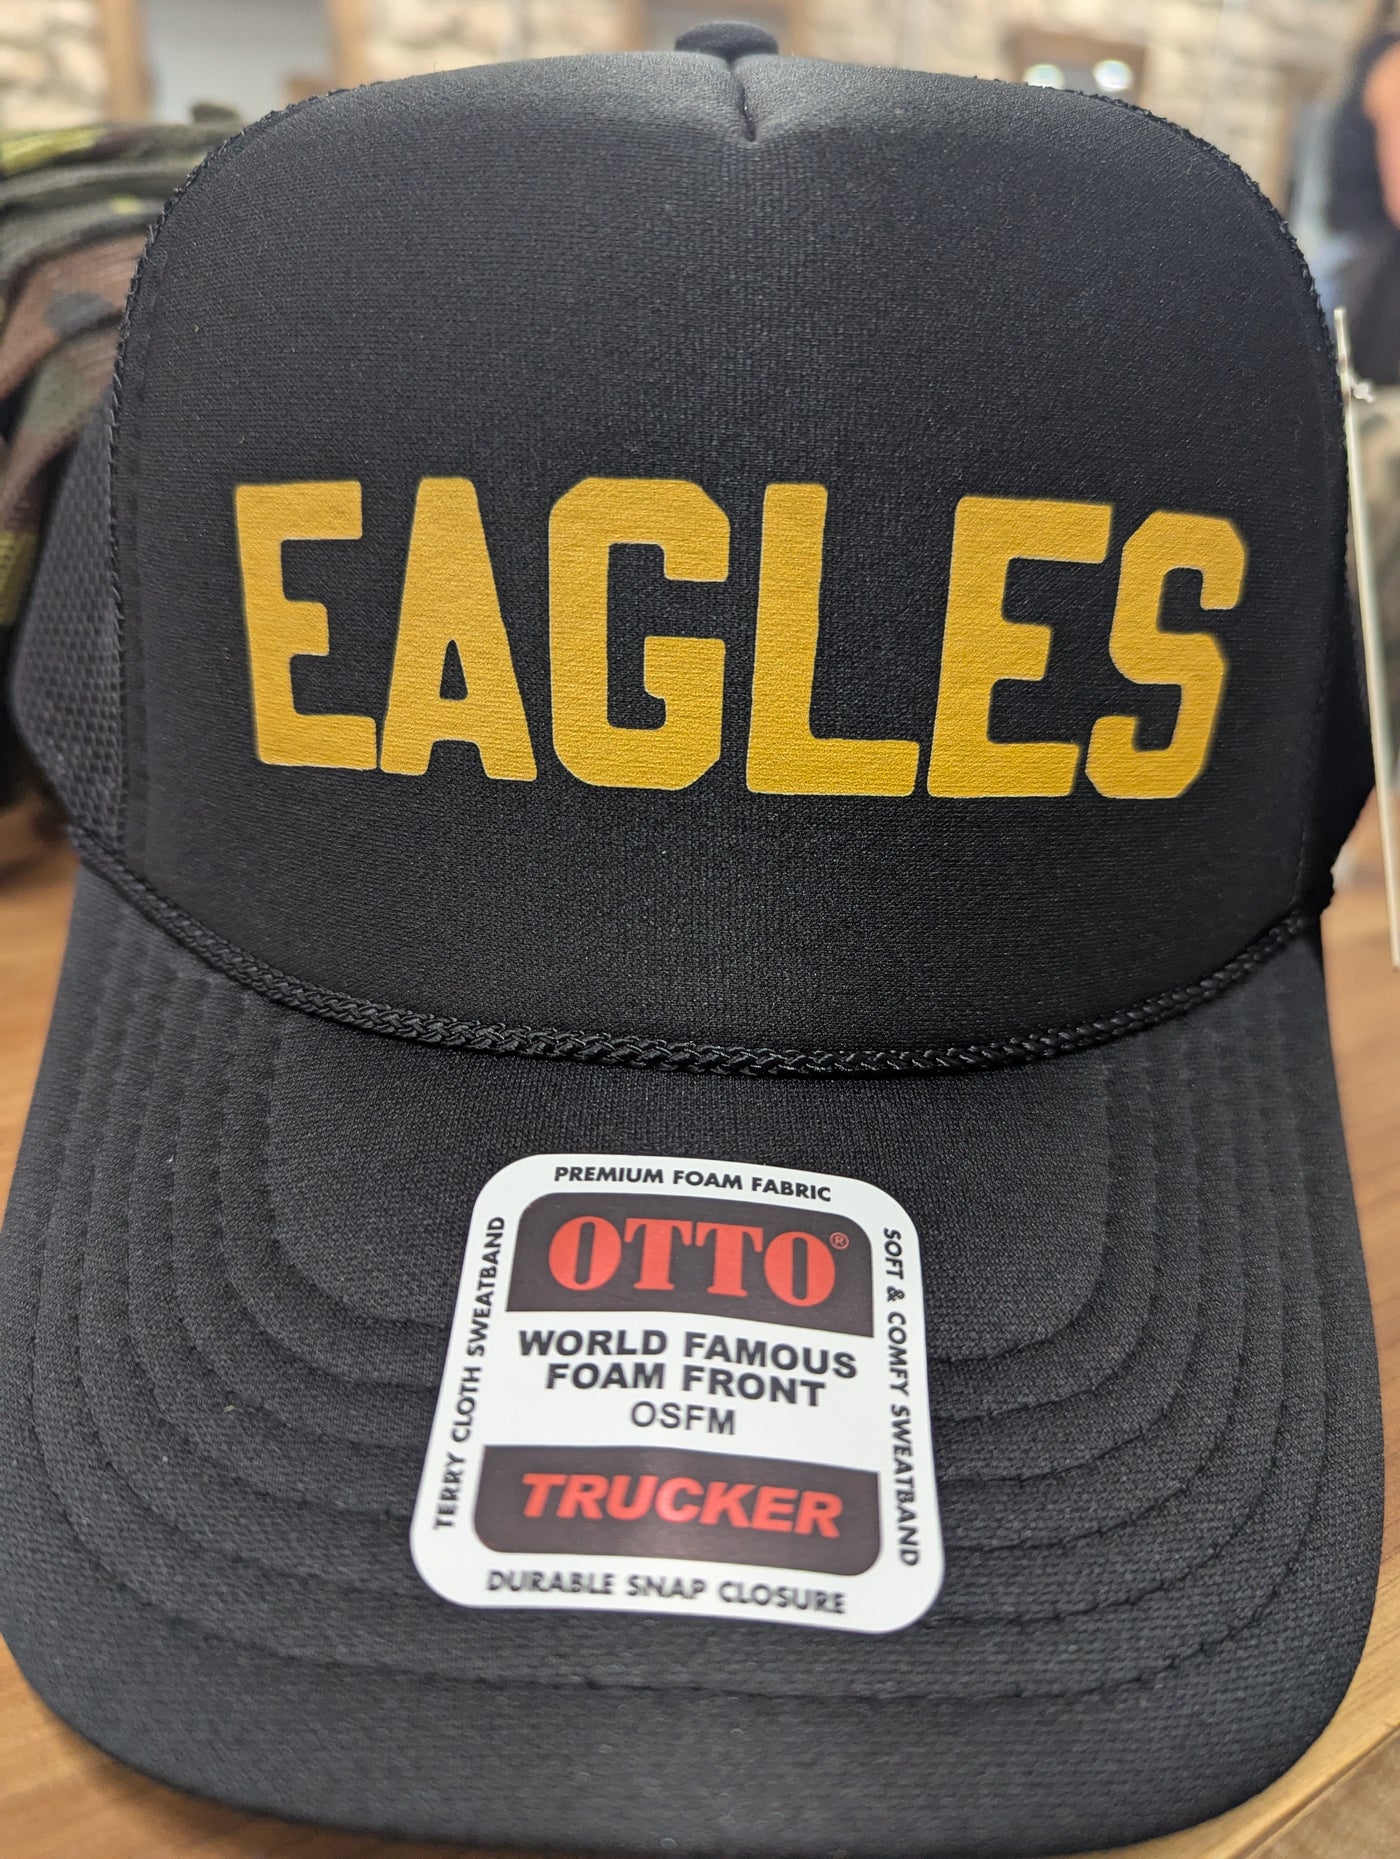 EAGLES
PREMIUM FOAM FABRIC
OTTO®
WORLD FAMOUS
FOAM FRONT
OSFM
TRUCKER
DURABLE SNAP CLOSURE
TERRY CLOTH SWEATBAND
SOFT & COMFY SWEATBAND